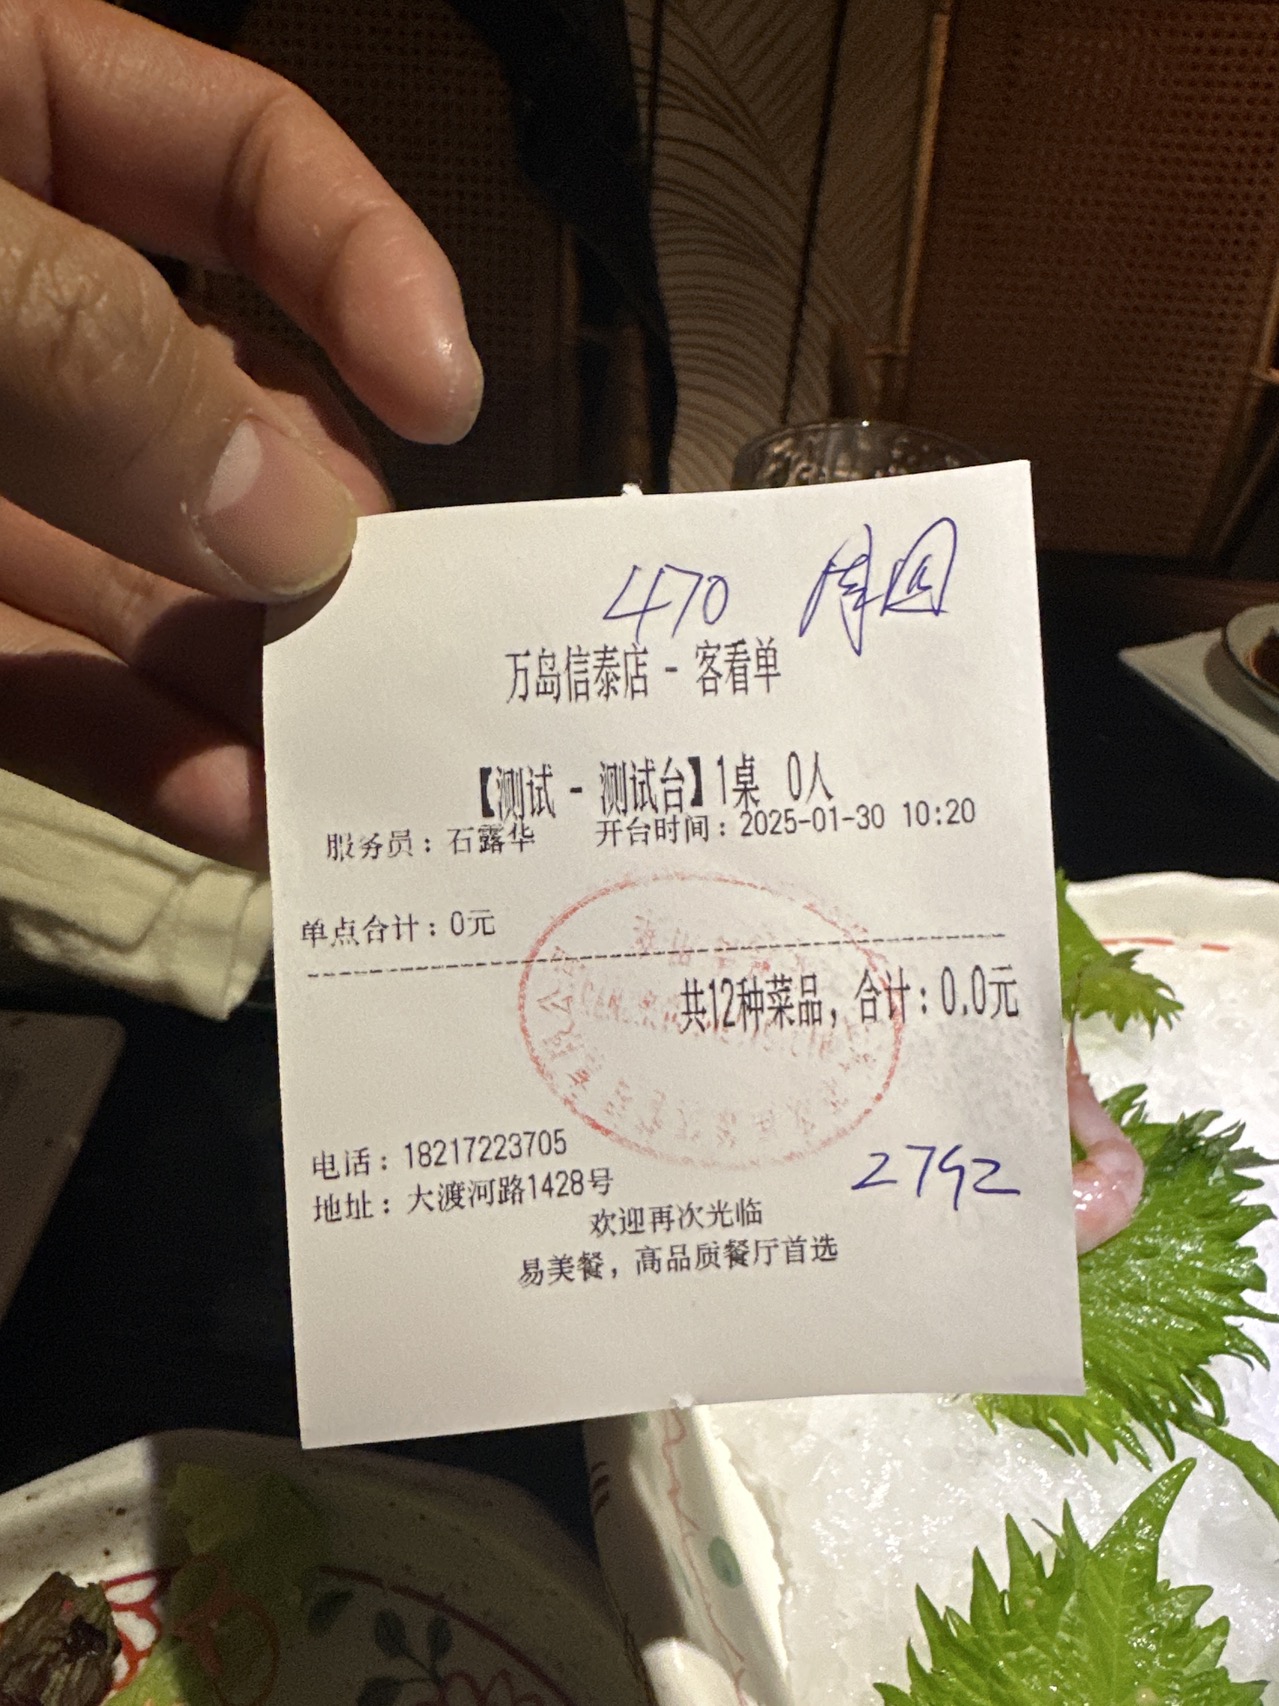 470
万岛信泰店 - 客看单
【测试 - 测试台】1桌 0人
服务员：石露华 开台时间：2025-01-30 10:20
单点合计：0元
共12种菜品，合计：0.0元
电话：18217223705
2792
地址：大渡河路1428号
欢迎再次光临
易美餐，高品质餐厅首选